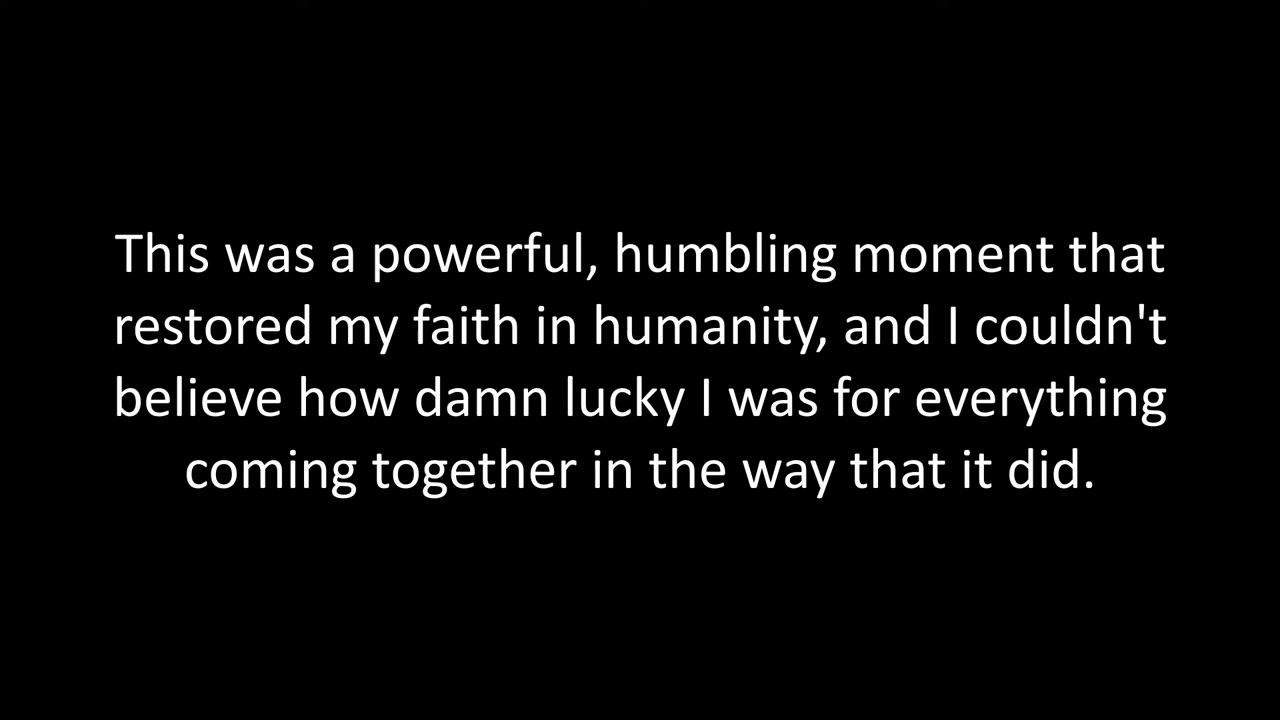 This was a powerful, humbling moment that
restored my faith in humanity, and I couldn't
believe how damn lucky I was for everything
coming together in the way that it did.